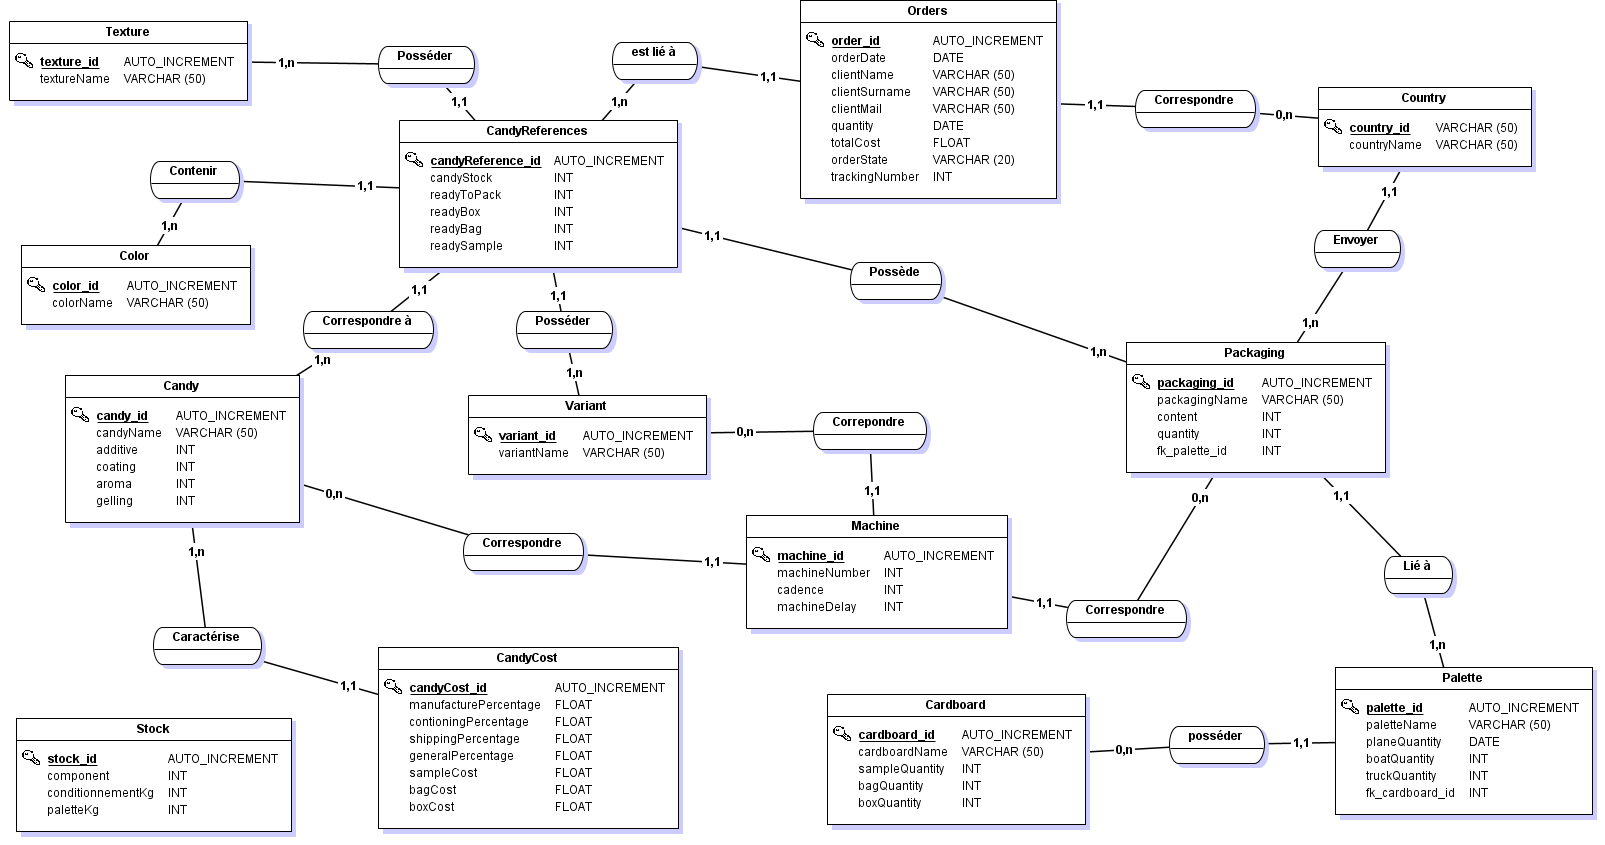 Texture
texture_id AUTO_INCREMENT
textureName VARCHAR (50)
1,n
Posséder
1,1
est lié à
1,n
1,1
Orders
order_id AUTO_INCREMENT
orderDate DATE
clientName VARCHAR (50)
clientSurname VARCHAR (50)
clientMail VARCHAR (50)
quantity DATE
totalCost FLOAT
orderState VARCHAR (20)
trackingNumber INT
1,1
Correspondre
0,n
Country
country_id VARCHAR (50)
countryName VARCHAR (50)
CandyReferences
candyReference_id AUTO_INCREMENT
candyStock INT
readyToPack INT
readyBox INT
readyBag INT
readySample INT
Contenir
1,1
1,n
Color
color_id AUTO_INCREMENT
colorName VARCHAR (50)
1,1
Possède
1,n
1,1
Envoyer
1,n
1,1
Correspondre à
1,n
1,1
Posséder
1,n
Packaging
packaging_id AUTO_INCREMENT
packagingName VARCHAR (50)
content INT
quantity INT
fk_palette_id INT
Candy
candy_id AUTO_INCREMENT
candyName VARCHAR (50)
additive INT
coating INT
aroma INT
gelling INT
Variant
variant_id AUTO_INCREMENT
variantName VARCHAR (50)
0,n
Correpondre
1,1
0,n
Correspondre
1,1
Machine
machine_id AUTO_INCREMENT
machineNumber INT
cadence INT
machineDelay INT
1,1
Correspondre
0,n
1,1
Lié à
1,n
1,n
Caractérise
1,1
CandyCost
candyCost_id AUTO_INCREMENT
manufacturePercentage FLOAT
contioningPercentage FLOAT
shippingPercentage FLOAT
generalPercentage FLOAT
sampleCost FLOAT
bagCost FLOAT
boxCost FLOAT
Stock
stock_id AUTO_INCREMENT
component INT
conditionnementKg INT
paletteKg INT
Cardboard
cardboard_id AUTO_INCREMENT
cardboardName VARCHAR (50)
sampleQuantity INT
bagQuantity INT
boxQuantity INT
0,n
posséder
1,1
Palette
palette_id AUTO_INCREMENT
paletteName VARCHAR (50)
planeQuantity DATE
boatQuantity INT
truckQuantity INT
fk_cardboard_id INT